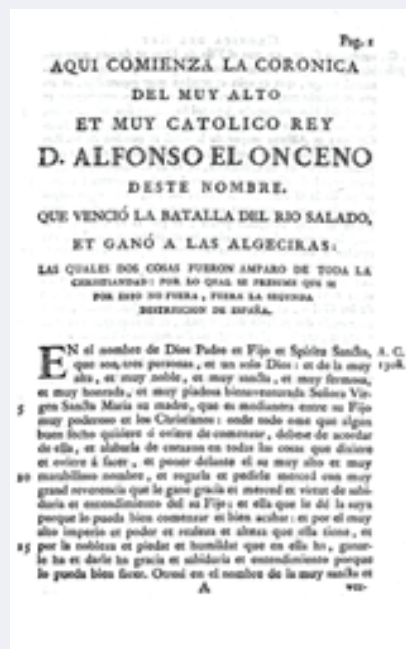 Pag. 1
AQUI COMIENZA LA CORONICA
DEL MUY ALTO
ET MUY CATOLICO REY
D. ALFONSO EL ONCENO
DESTE NOMBRE,
QUE VENCIÓ LA BATALLA DEL RIO SALADO,
ET GANÓ A LAS ALGECIRAS:
LAS QUALES DOS COSAS FUERON AMPARO DE TODA LA
CHRISTIANDAD: POR LO QUAL SE PRESUME QUE SI
POR ESTO NO FUERA, FUERA LA SEGUNDA
DESTRUICION DE ESPAÑA.
EN el nombre de Dios Padre et Fijo et Spiritu Sancto, A. C.
que son tres personas, et un solo Dios: et de la muy 1308.
alta, et muy noble, et muy sancta, et muy fermosa,
et muy honrada, et muy piadosa bienaventurada Señora Vir-
5 gen Sancta Maria su madre, que es medianera entre su Fijo
muy poderoso et los Christianos: onde todo ome que algun
buen fecho quisiere ó oviere de comenzar, debese de acordar
de ella, et alabarla de corazon en todas las cosas que dixiere
et oviere á facer, et poner delante el su muy alto et muy
10 maravilloso nombre, et rogarla et pedirle merced con muy
grand reverencia que le gane gracia et merced et virtut de sabi-
duria et entendimiento del su Fijo: et ella que le dé la suya
porque lo pueda bien comenzar et bien acabar: et por el muy
alto imperio et poder et realeza et alteza que ella tiene, et
15 por la nobleza et piedat et humildat que en ella ha, ganar-
le ha et darle ha gracia et sabiduria et entendimiento porque
lo pueda bien facer. Otrosi en el nombre de la muy sancta et
A